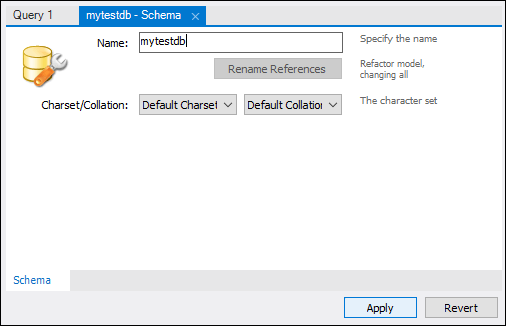 Query 1
mytestdb - Schema
Name: mytestdb Specify the name
Rename References Refactor model,
changing all
Charset/Collation: Default Charset Default Collation The character set
Schema
Apply Revert